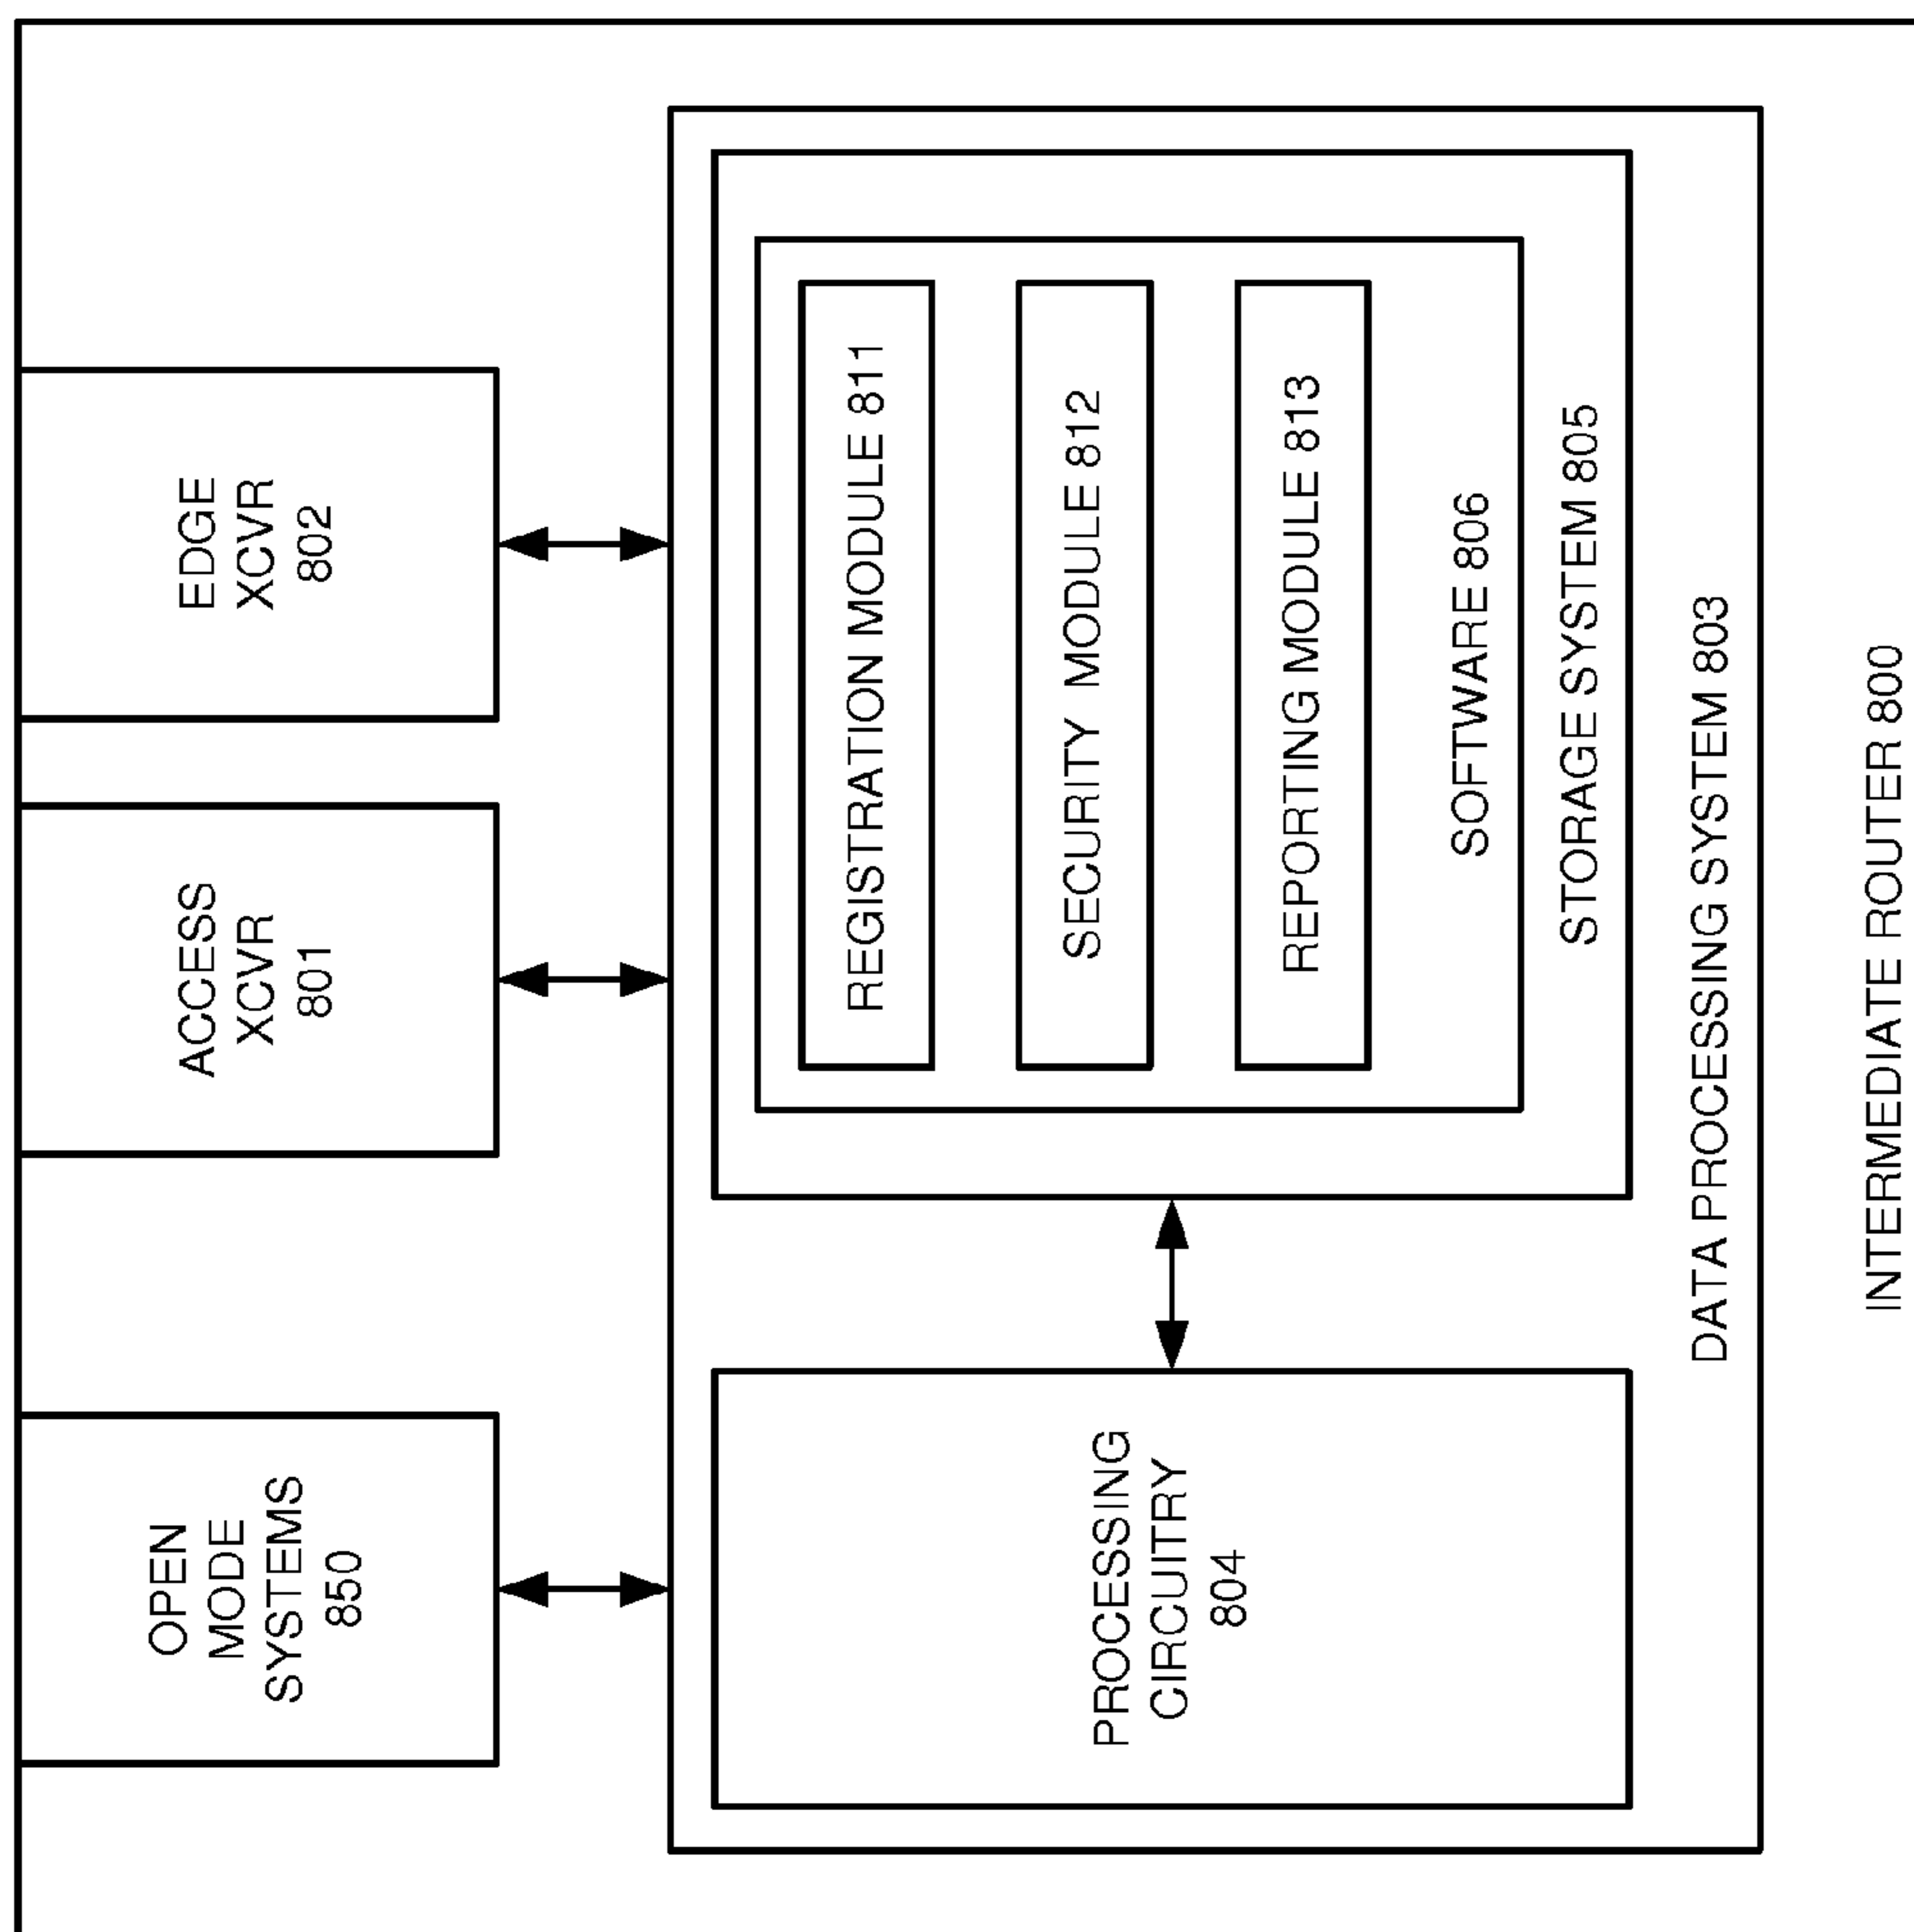 OPEN
MODE
SYSTEMS
850
ACCESS
XCVR
801
EDGE
XCVR
802
PROCESSING
CIRCUITRY
804
REGISTRATION MODULE 811
SECURITY MODULE 812
REPORTING MODULE 813
SOFTWARE 806
STORAGE SYSTEM 805
DATA PROCESSING SYSTEM 803
INTERMEDIATE ROUTER 800